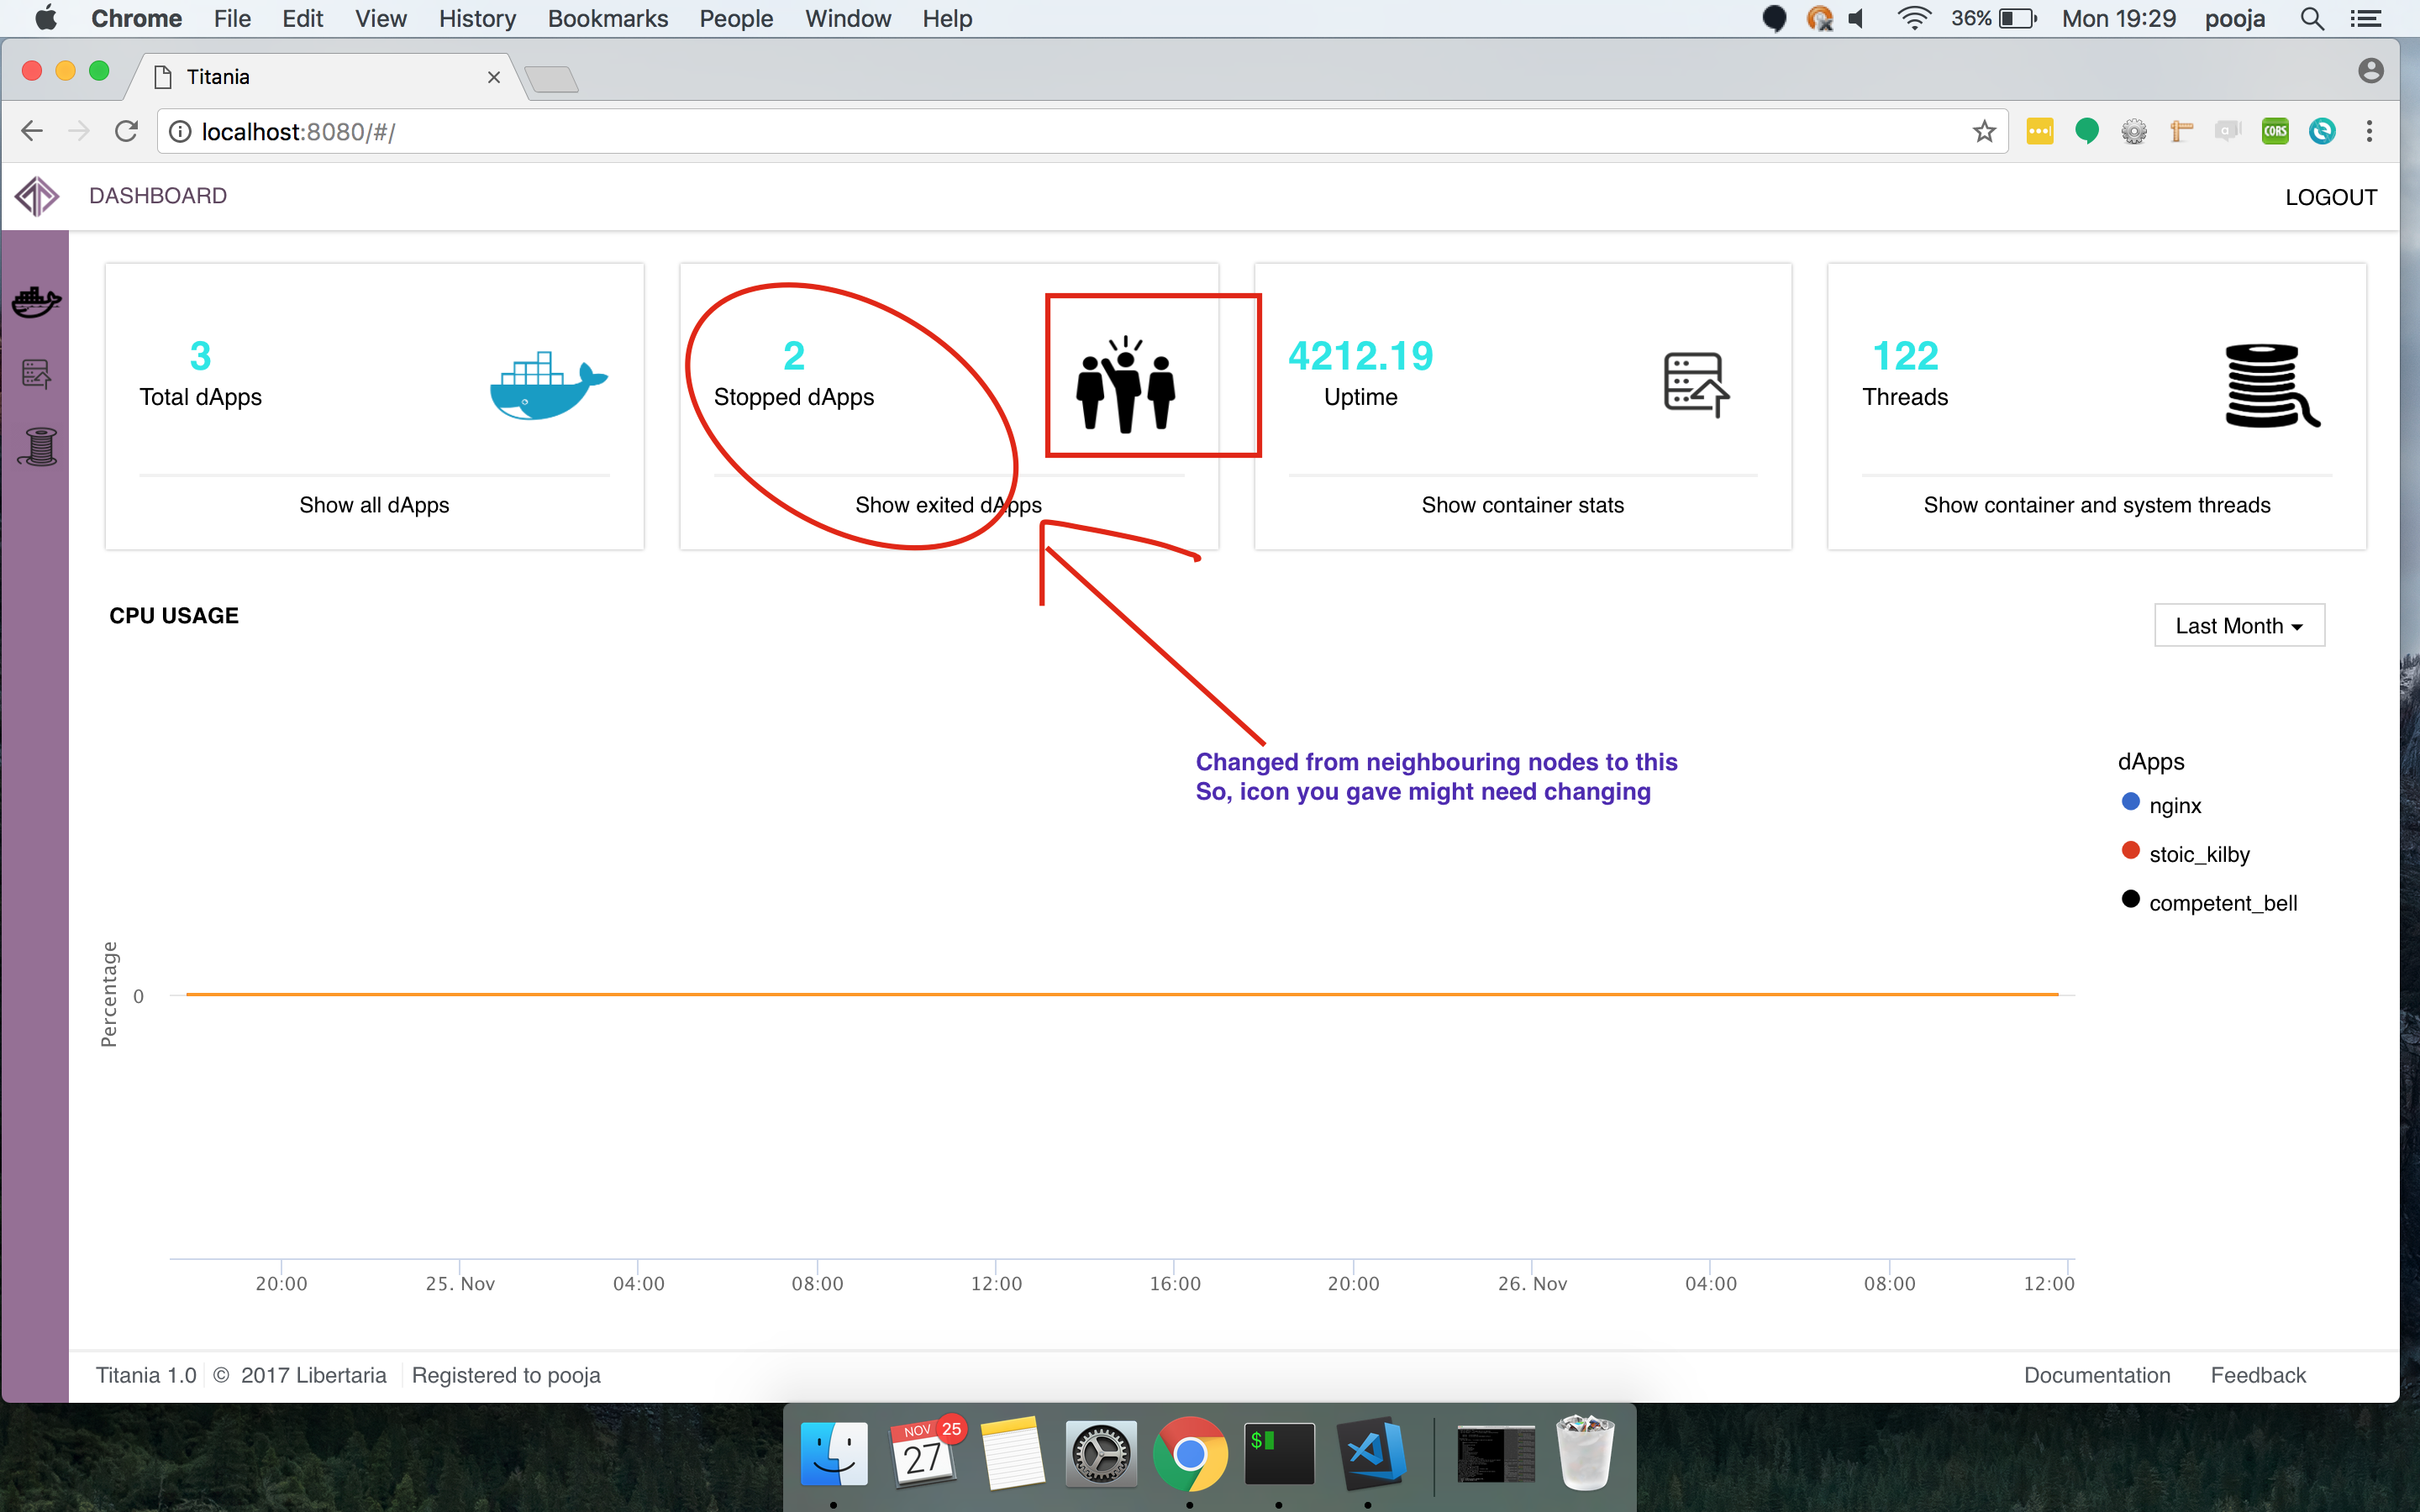 Chrome File Edit View History Bookmarks People Window Help 36% Mon 19:29 pooja
Titania
localhost:8080/#/
CORS
DASHBOARD LOGOUT
3
Total dApps
Show all dApps
2
Stopped dApps
Show exited dApps
4212.19
Uptime
Show container stats
122
Threads
Show container and system threads
CPU USAGE
Last Month
Changed from neighbouring nodes to this
So, icon you gave might need changing
dApps
nginx
stoic_kilby
competent_bell
Percentage
0
20:00 25. Nov 04:00 08:00 12:00 16:00 20:00 26. Nov 04:00 08:00 12:00
Titania 1.0 © 2017 Libertaria Registered to pooja
Documentation Feedback
NOV 25
27
$